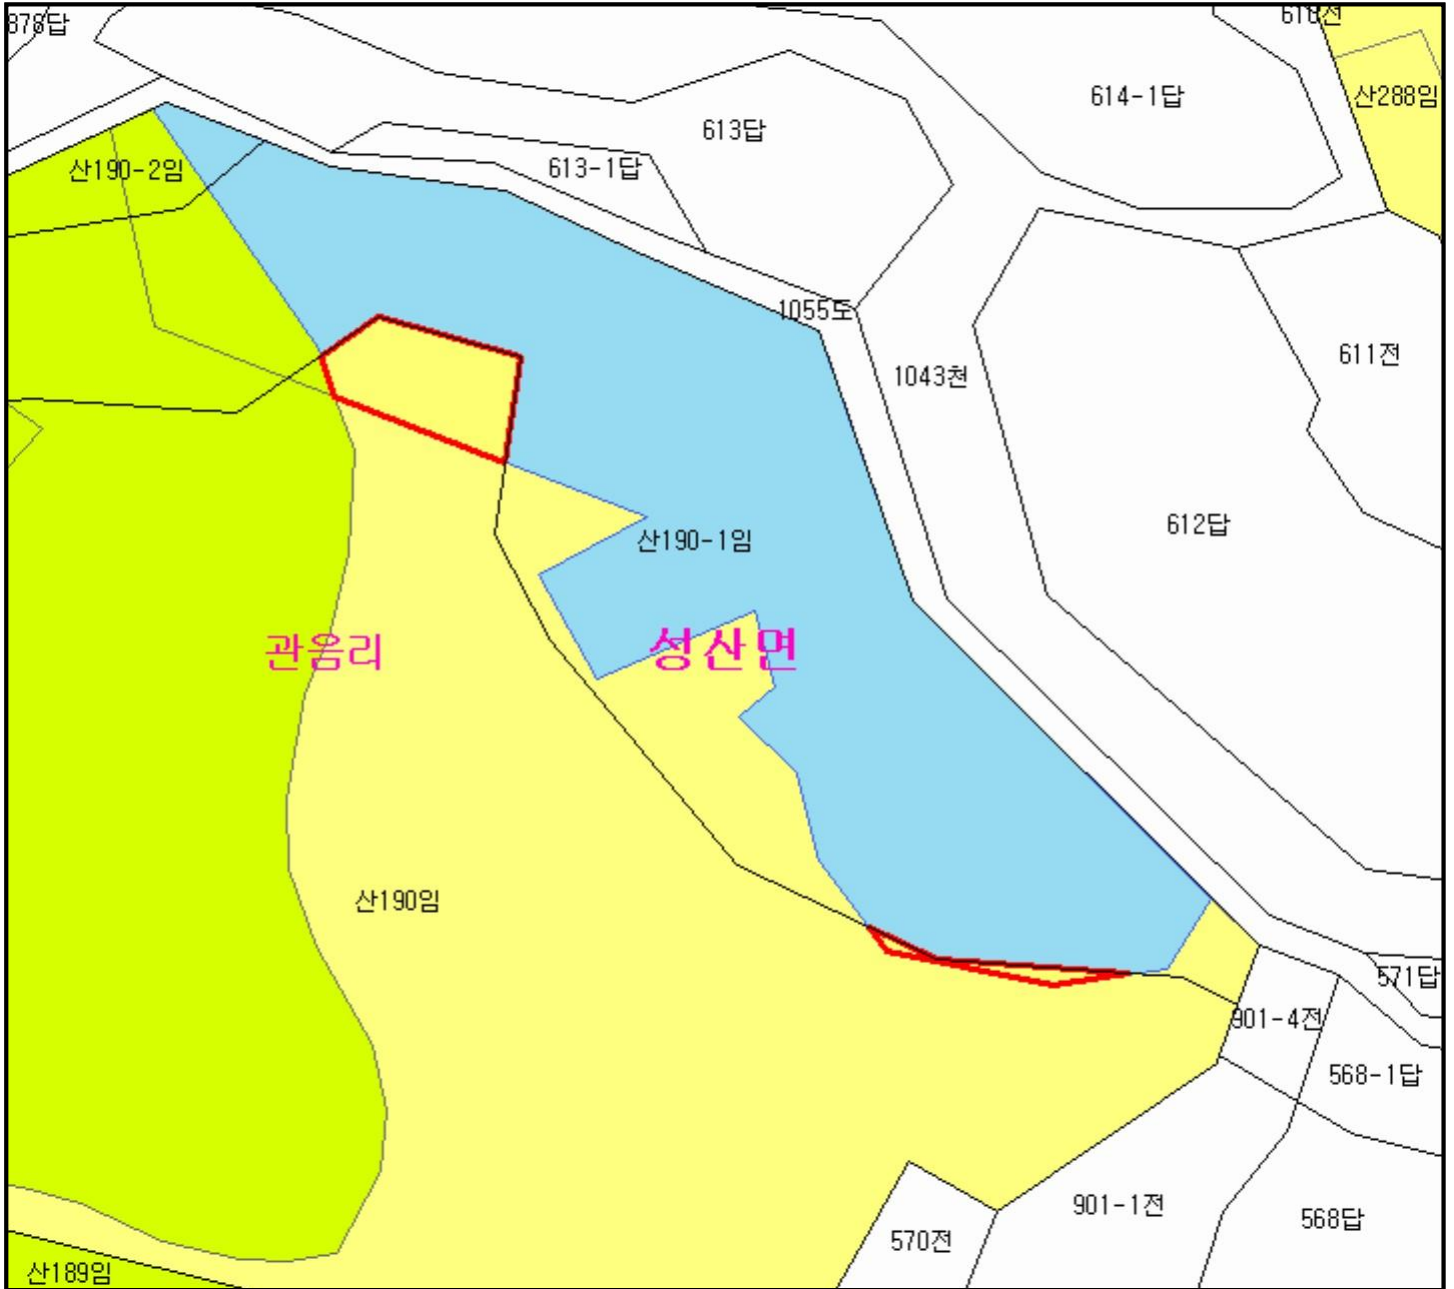 878답
618전
614-1답
산288임
613답
613-1답
산190-2임
1055도
611전
1043천
612답
산190-1임
관음리
성산면
산190임
571답
901-4전
568-1답
901-1전
568답
570전
산189임